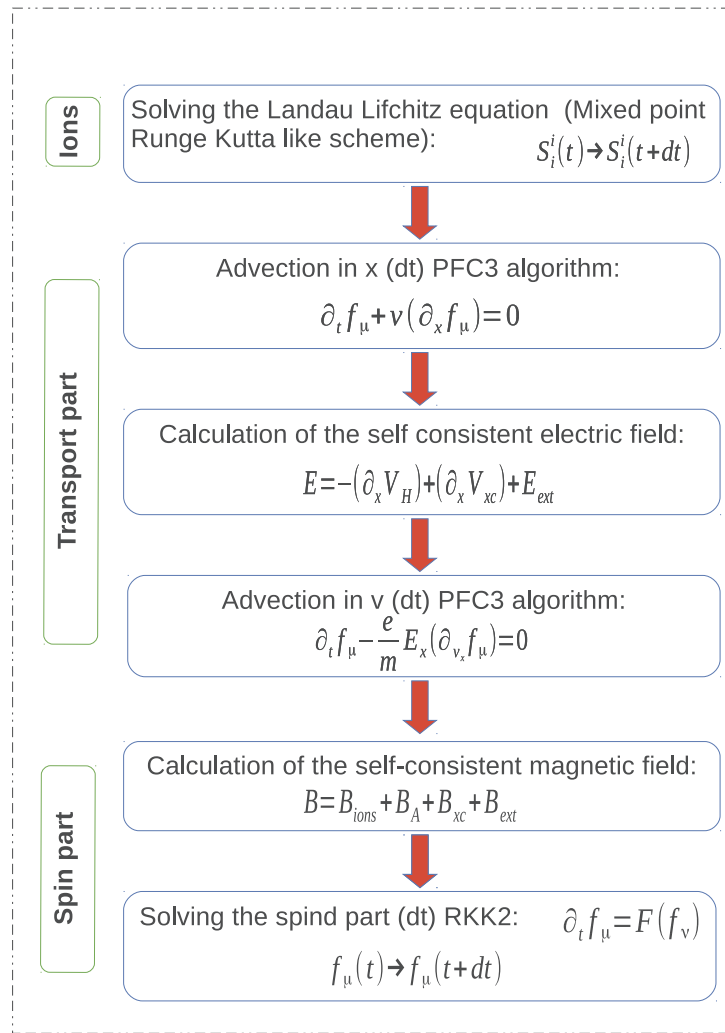 Ions
Solving the Landau Lifchitz equation (Mixed point
Runge Kutta like scheme): S_i^i(t)→S_i^i(t+dt)
Transport part
Advection in x (dt) PFC3 algorithm:
∂_t f_μ+v(∂_x f_μ)=0
Calculation of the self consistent electric field:
E=−(∂_x V_H)+(∂_x V_xc)+E_ext
Advection in v (dt) PFC3 algorithm:
∂_t f_μ−e/m E_x(∂_{v_x} f_μ)=0
Spin part
Calculation of the self-consistent magnetic field:
B=B_ions+B_A+B_xc+B_ext
Solving the spind part (dt) RKK2: ∂_t f_μ=F(f_ν)
f_μ(t)→f_μ(t+dt)